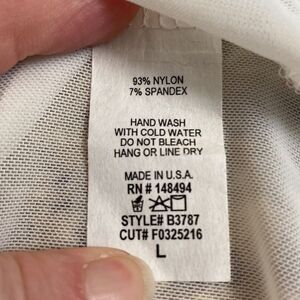 93% NYLON
7% SPANDEX
HAND WASH
WITH COLD WATER
DO NOT BLEACH
HANG OR LINE DRY
MADE IN U.S.A.
RN # 148494
STYLE# B3787
CUT# F0325216
L